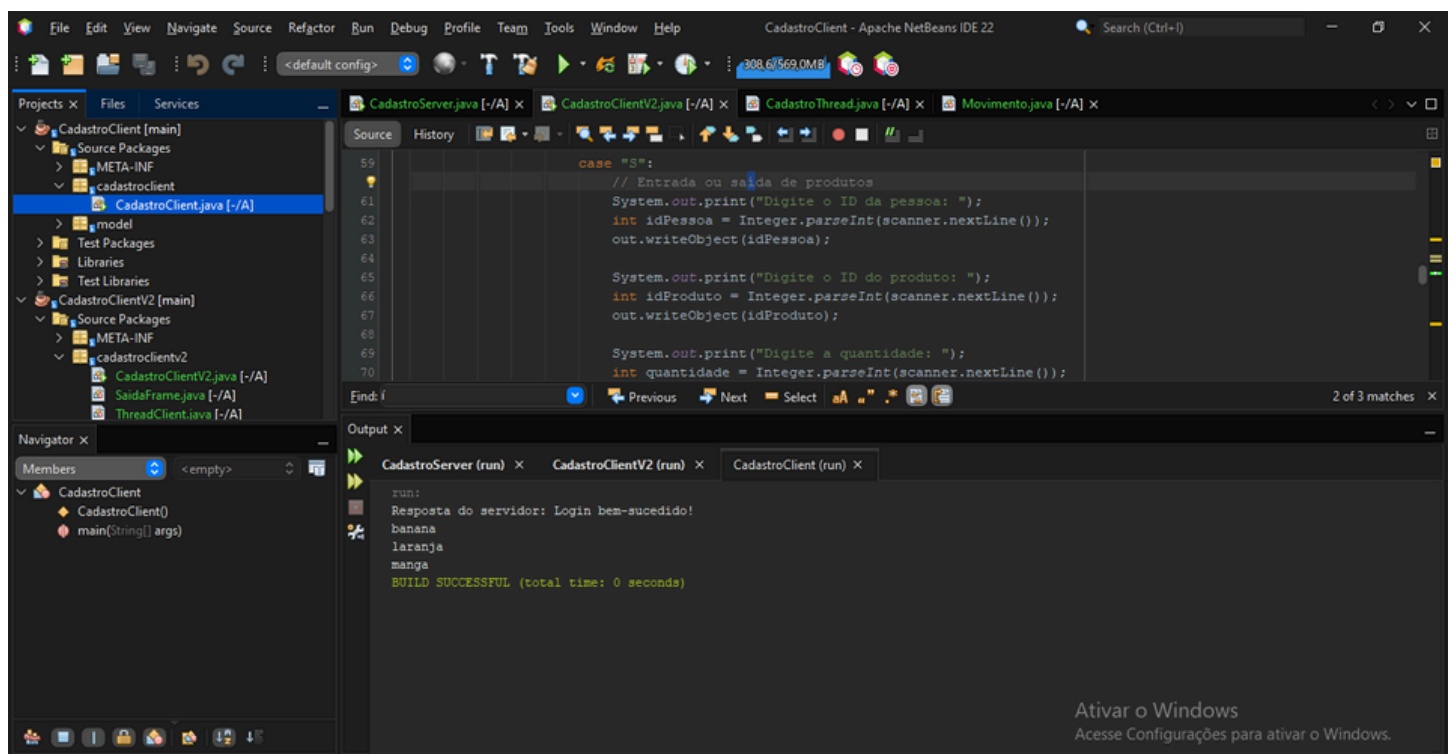 File Edit View Navigate Source Refactor Run Debug Profile Team Tools Window Help CadastroClient - Apache NetBeans IDE 22 Search (Ctrl+I)
<default config> 308,6/569,0MB
Projects Files Services
CadastroServer.java [-/A] CadastroClientV2.java [-/A] CadastroThread.java [-/A] Movimento.java [-/A]
CadastroClient [main]
Source Packages
META-INF
cadastroclient
CadastroClient.java [-/A]
model
Test Packages
Libraries
Test Libraries
CadastroClientV2 [main]
Source Packages
META-INF
cadastroclientv2
CadastroClientV2.java [-/A]
SaidaFrame.java [-/A]
ThreadClient.java [-/A]
Source History
59 case "S":
// Entrada ou saída de produtos
61 System.out.print("Digite o ID da pessoa: ");
62 int idPessoa = Integer.parseInt(scanner.nextLine());
63 out.writeObject(idPessoa);
64
65 System.out.print("Digite o ID do produto: ");
66 int idProduto = Integer.parseInt(scanner.nextLine());
67 out.writeObject(idProduto);
68
69 System.out.print("Digite a quantidade: ");
70 int quantidade = Integer.parseInt(scanner.nextLine());
Find: í Previous Next Select 2 of 3 matches
Navigator
Members <empty>
CadastroClient
CadastroClient()
main(String[] args)
Output
CadastroServer (run) CadastroClientV2 (run) CadastroClient (run)
run:
Resposta do servidor: Login bem-sucedido!
banana
laranja
manga
BUILD SUCCESSFUL (total time: 0 seconds)
Ativar o Windows
Acesse Configurações para ativar o Windows.